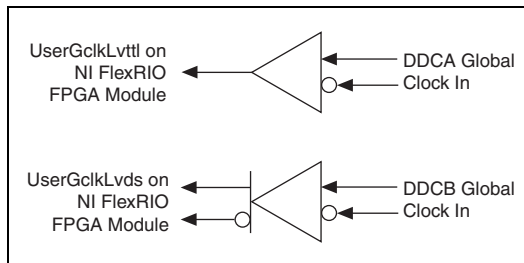 UserGclkLvttl on
NI FlexRIO
FPGA Module
DDCA Global
Clock In
UserGclkLvds on
NI FlexRIO
FPGA Module
DDCB Global
Clock In